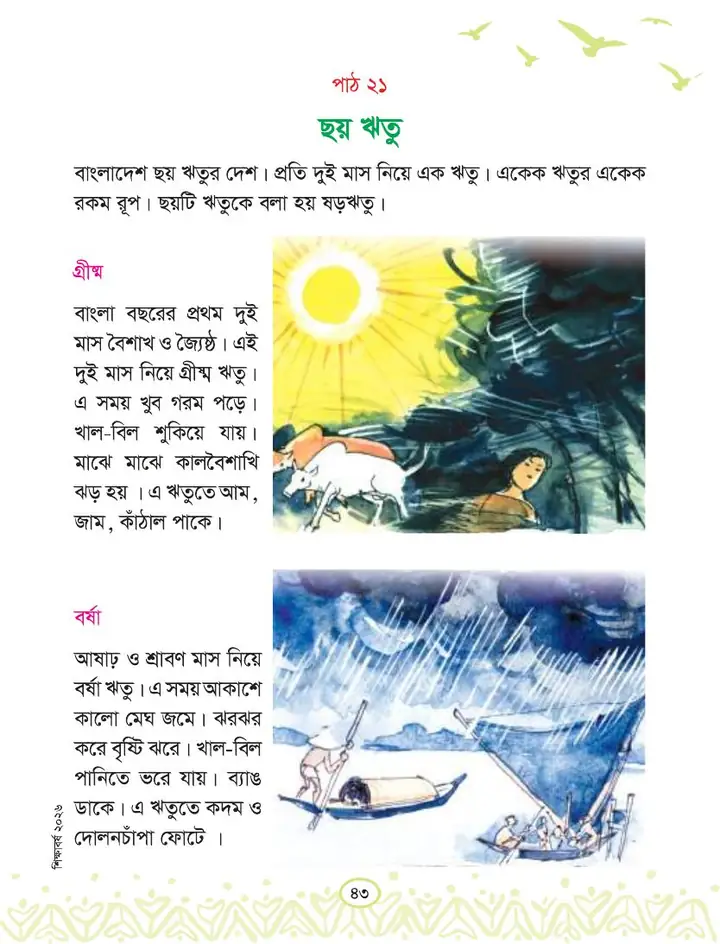 পাঠ ২১
ছয় ঋতু
বাংলাদেশ ছয় ঋতুর দেশ। প্রতি দুই মাস নিয়ে এক ঋতু। একেক ঋতুর একেক
রকম রূপ। ছয়টি ঋতুকে বলা হয় ষড়ঋতু।
গ্রীষ্ম
বাংলা বছরের প্রথম দুই
মাস বৈশাখ ও জ্যৈষ্ঠ। এই
দুই মাস নিয়ে গ্রীষ্ম ঋতু।
এ সময় খুব গরম পড়ে।
খাল-বিল শুকিয়ে যায়।
মাঝে মাঝে কালবৈশাখি
ঝড় হয় । এ ঋতুতে আম,
জাম, কাঁঠাল পাকে।
বর্ষা
আষাঢ় ও শ্রাবণ মাস নিয়ে
বর্ষা ঋতু। এ সময় আকাশে
কালো মেঘ জমে। ঝরঝর
করে বৃষ্টি ঝরে। খাল-বিল
পানিতে ভরে যায়। ব্যাঙ
ডাকে। এ ঋতুতে কদম ও
দোলনচাঁপা ফোটে ।
শিক্ষাবর্ষ ২০২৬
৪৩